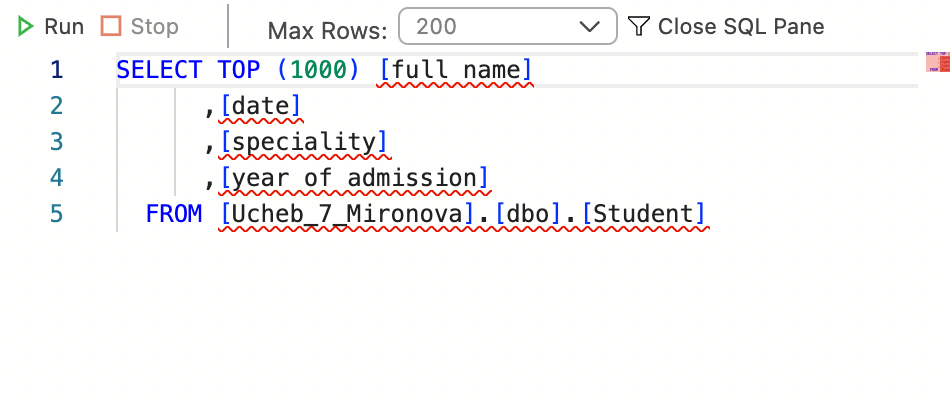 Run Stop Max Rows: 200 Close SQL Pane
1 SELECT TOP (1000) [full name]
2 ,[date]
3 ,[speciality]
4 ,[year of admission]
5 FROM [Ucheb_7_Mironova].[dbo].[Student]